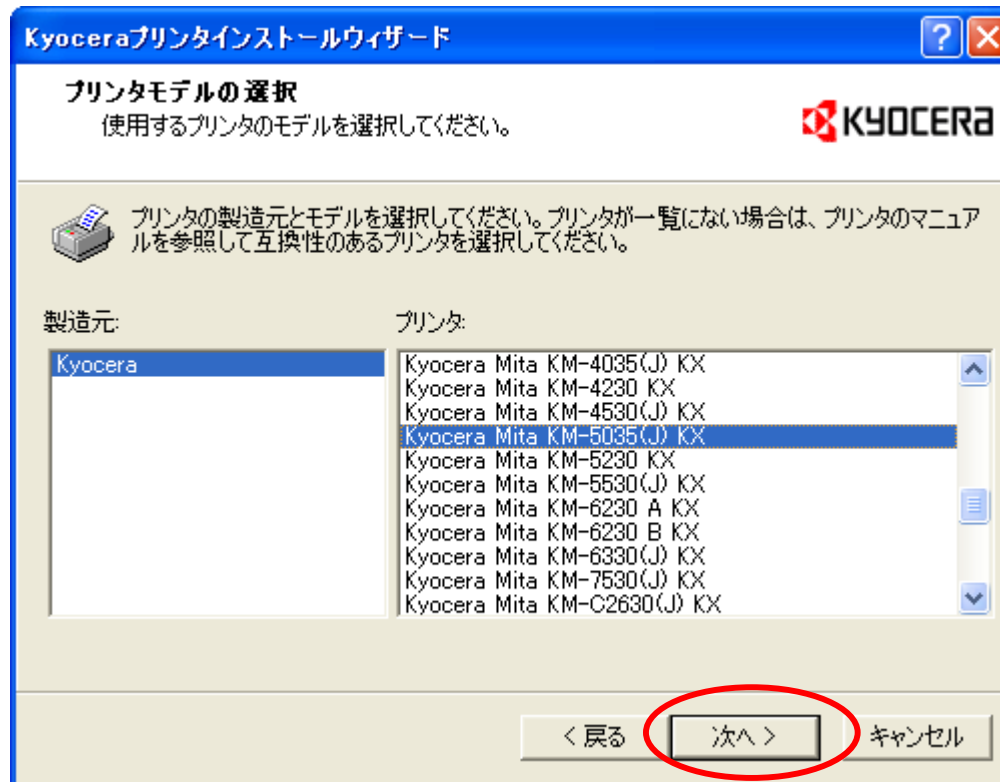 Kyoceraプリンタインストールウィザード
プリンタモデルの選択
使用するプリンタのモデルを選択してください。
KYOCERA
プリンタの製造元とモデルを選択してください。プリンタが一覧にない場合は、プリンタのマニュア
ルを参照して互換性のあるプリンタを選択してください。
製造元:
プリンタ:
Kyocera
Kyocera Mita KM-4035(J) KX
Kyocera Mita KM-4230 KX
Kyocera Mita KM-4530(J) KX
Kyocera Mita KM-5035(J) KX
Kyocera Mita KM-5230 KX
Kyocera Mita KM-5530(J) KX
Kyocera Mita KM-6230 A KX
Kyocera Mita KM-6230 B KX
Kyocera Mita KM-6330(J) KX
Kyocera Mita KM-7530(J) KX
Kyocera Mita KM-C2630(J) KX
< 戻る
次へ >
キャンセル